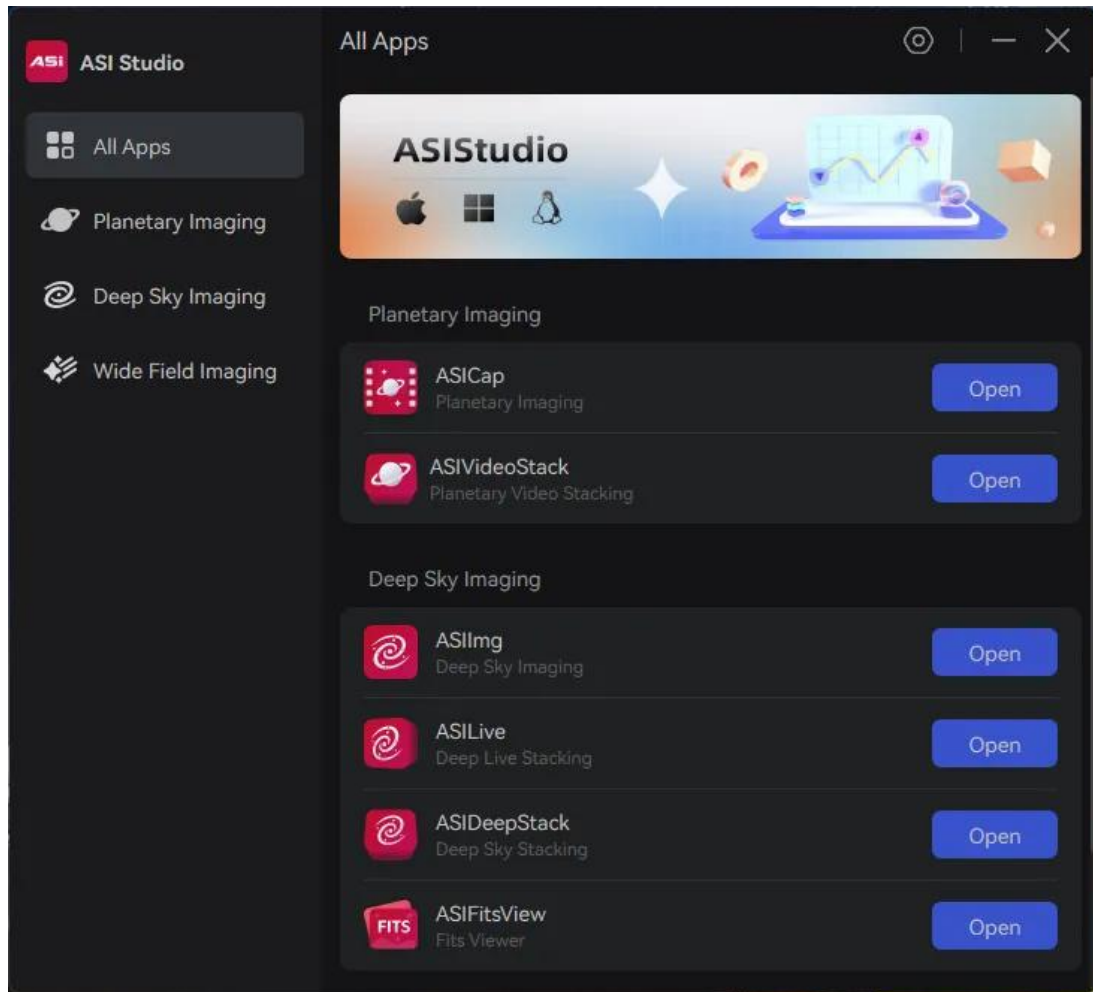 ASI ASI Studio
All Apps
Planetary Imaging
Deep Sky Imaging
Wide Field Imaging
All Apps
ASIStudio
Planetary Imaging
ASICap
Planetary Imaging
Open
ASIVideoStack
Planetary Video Stacking
Open
Deep Sky Imaging
ASIImg
Deep Sky Imaging
Open
ASILive
Deep Live Stacking
Open
ASIDeepStack
Deep Sky Stacking
Open
FITS
ASIFitsView
Fits Viewer
Open